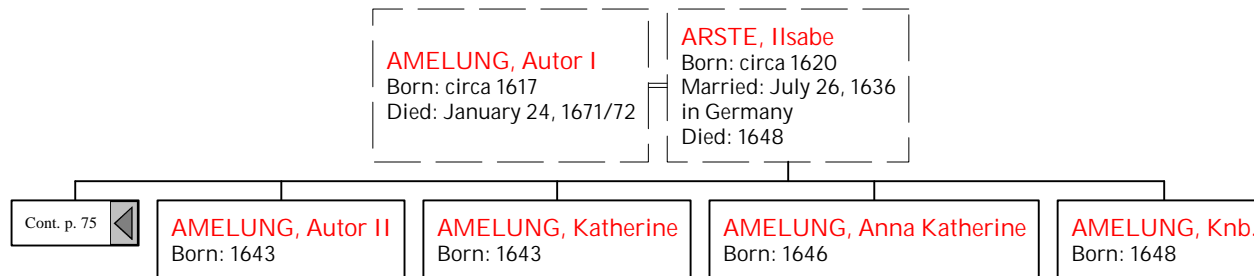 AMELUNG, Autor I
Born: circa 1617
Died: January 24, 1671/72
ARSTE, Ilsabe
Born: circa 1620
Married: July 26, 1636
in Germany
Died: 1648
Cont. p. 75
AMELUNG, Autor II
Born: 1643
AMELUNG, Katherine
Born: 1643
AMELUNG, Anna Katherine
Born: 1646
AMELUNG, Knb.
Born: 1648